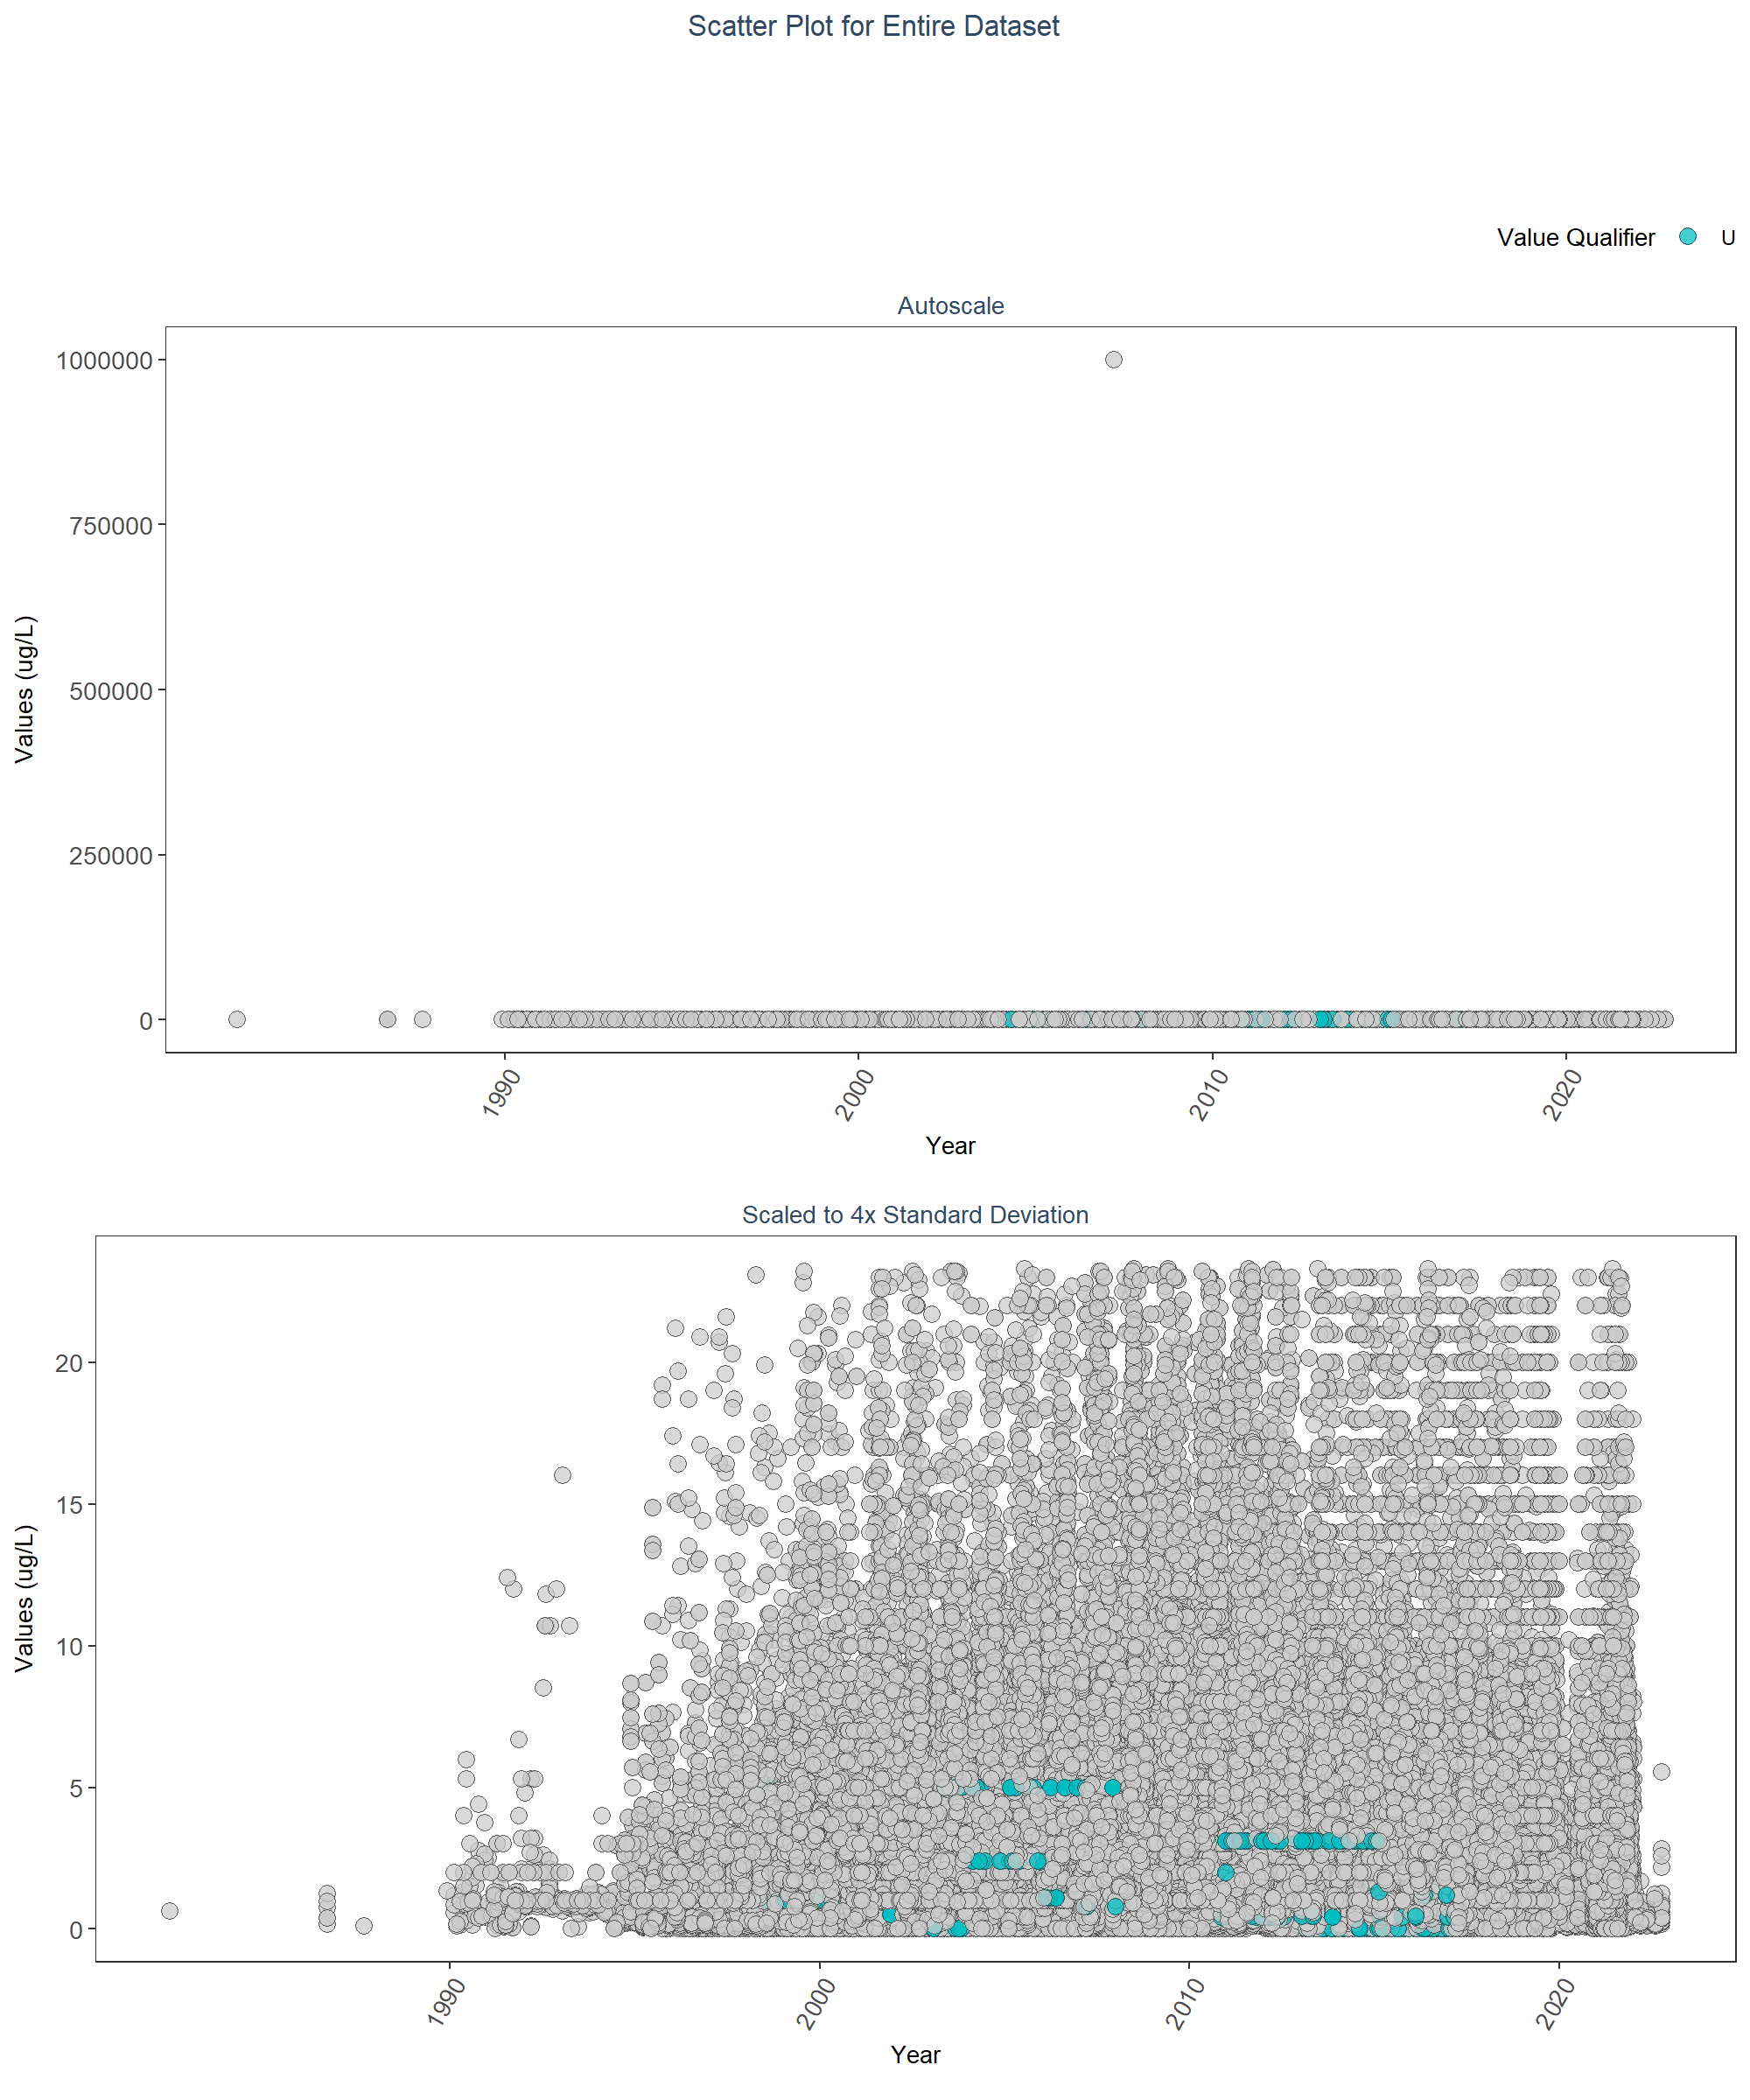 Scatter Plot for Entire Dataset
Value Qualifier U
Autoscale
1000000
750000
500000
250000
0
Values (ug/L)
1990 2000 2010 2020
Year
Scaled to 4x Standard Deviation
20
15
10
5
0
Values (ug/L)
1990 2000 2010 2020
Year